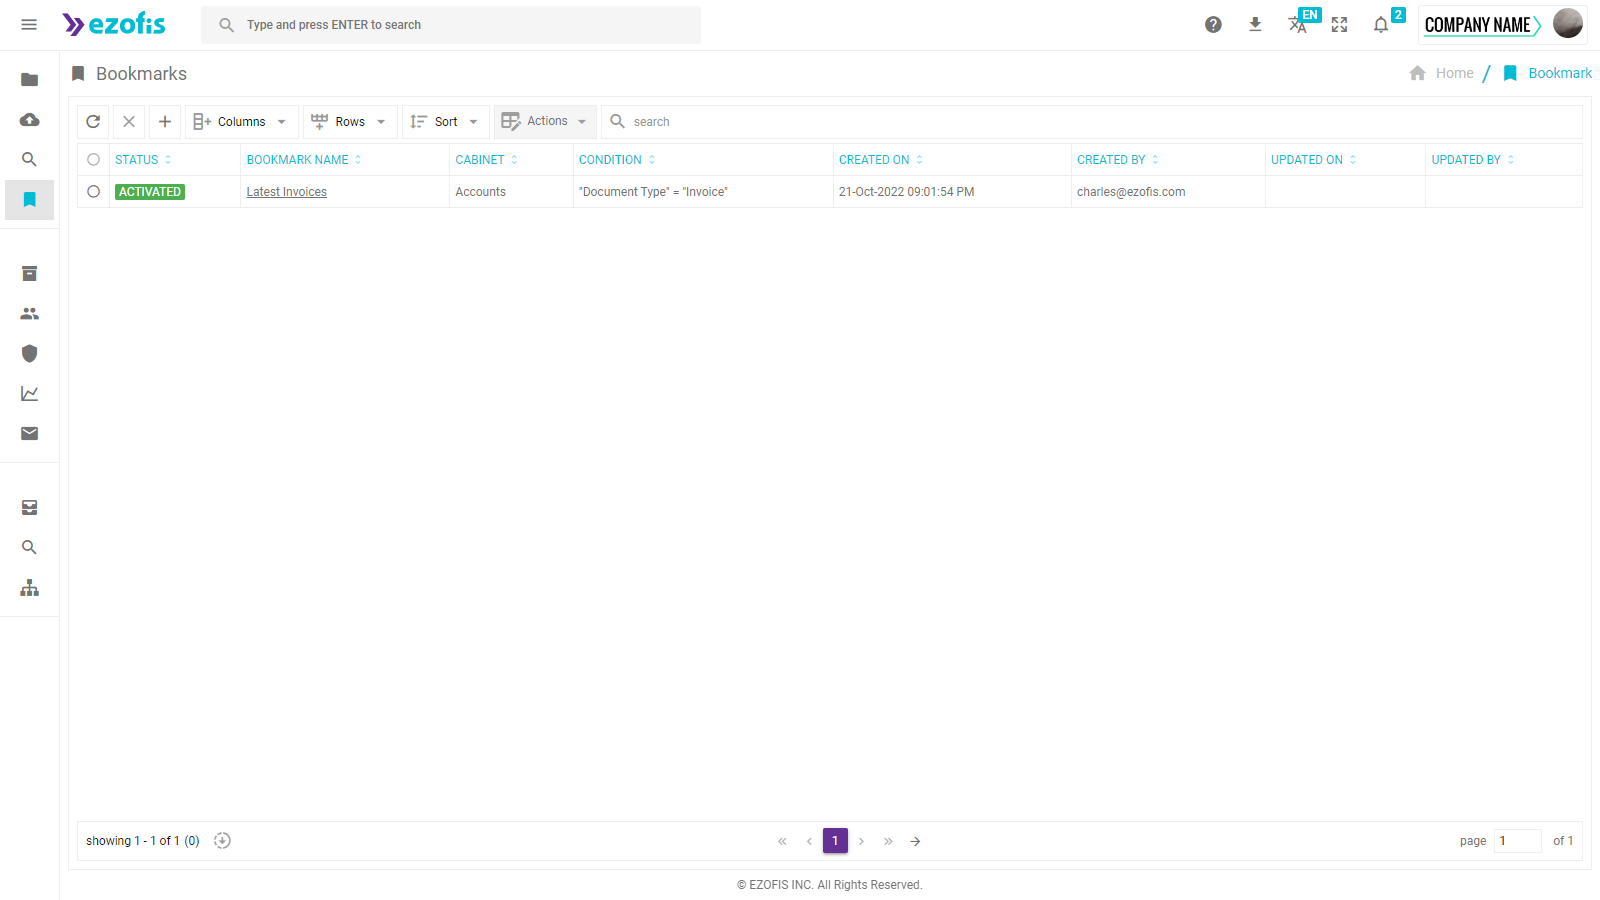 ezofis
Type and press ENTER to search
EN
2
COMPANY NAME
Bookmarks
Home / Bookmark
Columns
Rows
Sort
Actions
search
STATUS BOOKMARK NAME CABINET CONDITION CREATED ON CREATED BY UPDATED ON UPDATED BY
ACTIVATED Latest Invoices Accounts "Document Type" = "Invoice" 21-Oct-2022 09:01:54 PM charles@ezofis.com
showing 1 - 1 of 1 (0)
« ‹ 1 › » →
page 1 of 1
© EZOFIS INC. All Rights Reserved.